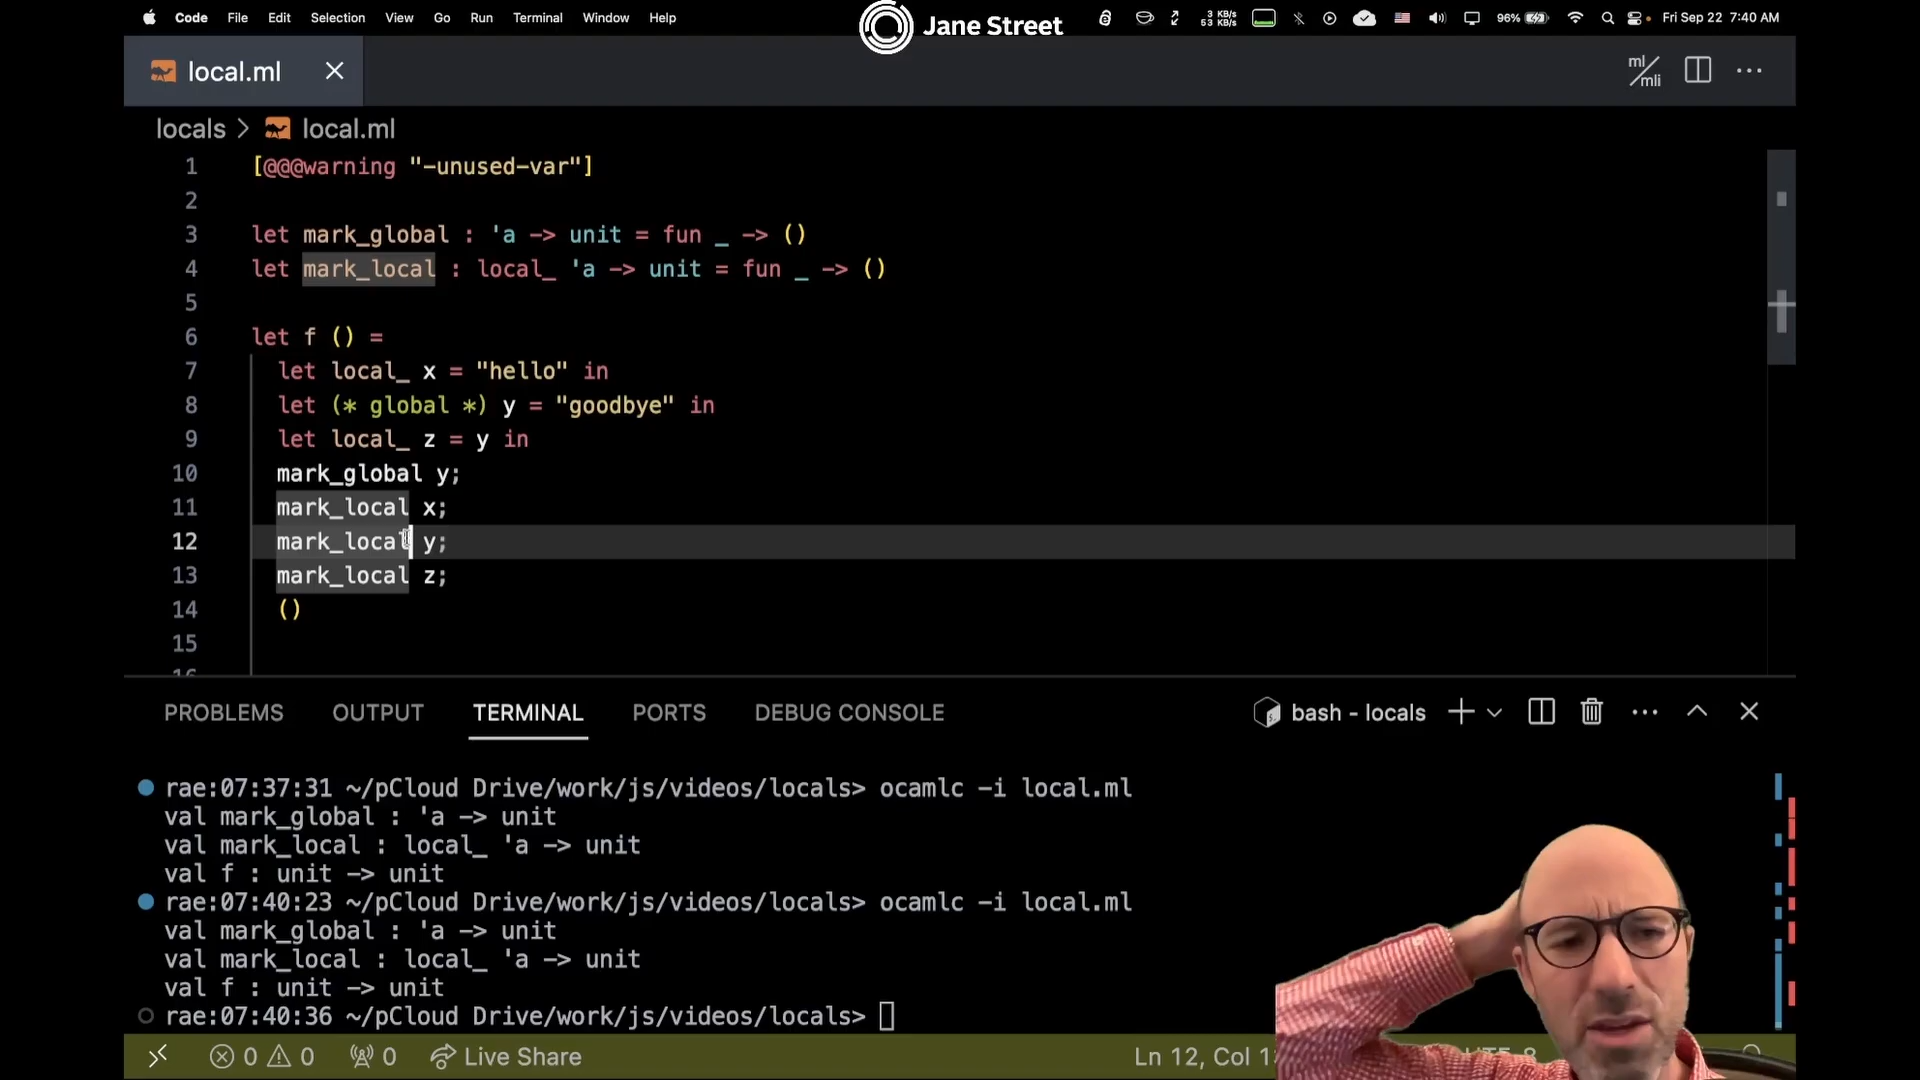 Code File Edit Selection View Go Run Terminal Window Help
Jane Street
3 KB/s
53 KB/s
96%
Fri Sep 22 7:40 AM
local.ml
ml/mli
locals > local.ml
1 [@@@warning "-unused-var"]
2
3 let mark_global : 'a -> unit = fun _ -> ()
4 let mark_local : local_ 'a -> unit = fun _ -> ()
5
6 let f () =
7 let local_ x = "hello" in
8 let (* global *) y = "goodbye" in
9 let local_ z = y in
10 mark_global y;
11 mark_local x;
12 mark_local y;
13 mark_local z;
14 ()
15
16
PROBLEMS OUTPUT TERMINAL PORTS DEBUG CONSOLE
bash - locals
rae:07:37:31 ~/pCloud Drive/work/js/videos/locals> ocamlc -i local.ml
val mark_global : 'a -> unit
val mark_local : local_ 'a -> unit
val f : unit -> unit
rae:07:40:23 ~/pCloud Drive/work/js/videos/locals> ocamlc -i local.ml
val mark_global : 'a -> unit
val mark_local : local_ 'a -> unit
val f : unit -> unit
rae:07:40:36 ~/pCloud Drive/work/js/videos/locals>
0 0 0 Live Share
Ln 12, Col 1